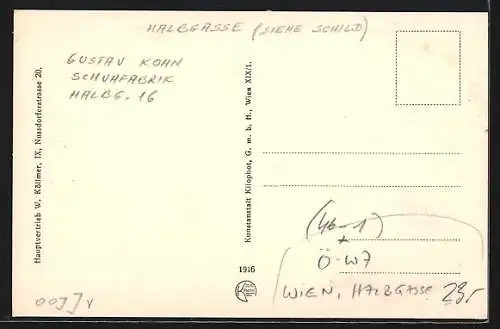 HALBGASSE (SIEHE SCHILD)
GUSTAV KOHN
SCHUHFABRIK
HALBG. 16
Hauptvertrieb W. Köllmer, IX, Nussdorferstrasse 20.
Kunstanstalt Kilophot, G. m. b. H., Wien XIX/1.
(46-1)
+
Ö-W7
1916
WIEN, HALBGASSE